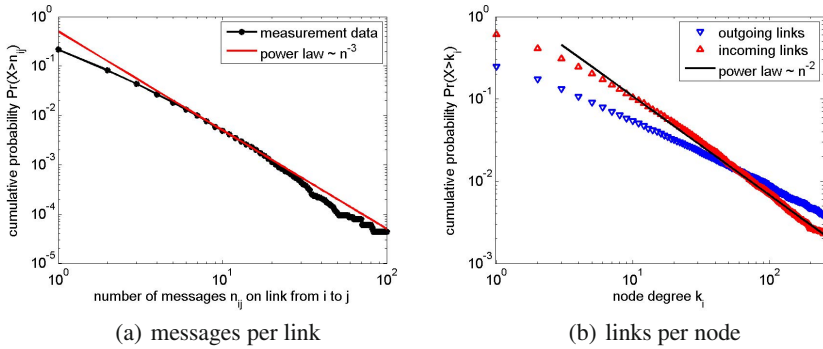 cumulative probability Pr(X>n_ij)
10^0
10^-1
10^-2
10^-3
10^-4
10^-5
10^0
10^1
10^2
number of messages n_ij on link from i to j
measurement data
power law ~ n^-3
(a) messages per link
cumulative probability Pr(X>k_i)
10^0
10^-1
10^-2
10^-3
10^0
10^1
10^2
node degree k_i
outgoing links
incoming links
power law ~ n^-2
(b) links per node